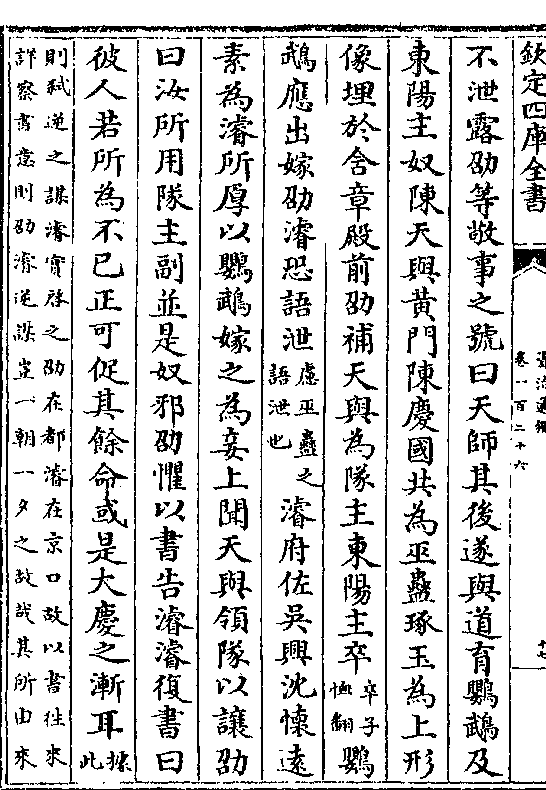 欽定四庫全書
資治通鑑
卷一百二十六
十七
不泄露劭等敬事之號曰天師其後遂與道育鸚鵡及
東陽主奴陳天與黃門陳慶國共為巫蠱琢玉為上形
像埋於含章殿前劭補天與為隊主東陽主卒卒子恤翻鸚
鵡應出嫁劭濬恐語泄慮巫蠱之語泄也濬府佐吳興沈懷遠
素為濬所厚以鸚鵡嫁之為妾上聞天與領隊以讓劭
曰汝所用隊主副並是奴邪劭懼以書告濬濬復書曰
彼人若所為不已正可促其餘命或是大慶之漸耳據此
則弑逆之謀濬實啓之劭在都濬在京口故以書往來
詳察書意則劭濬逆謀豈一朝一夕之故哉其所由來